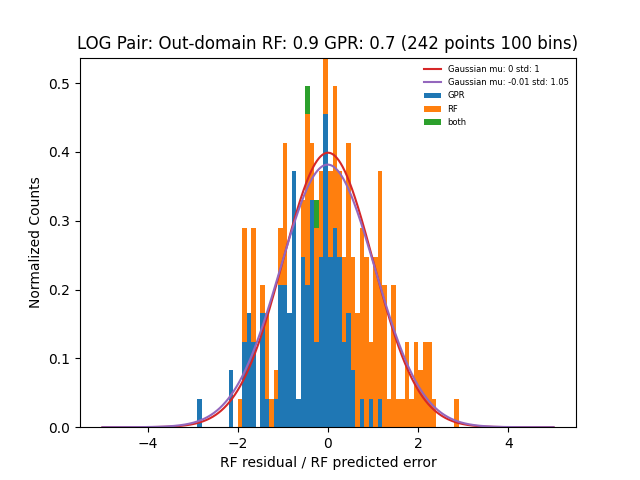 LOG Pair: Out-domain RF: 0.9 GPR: 0.7 (242 points 100 bins)
Gaussian mu: 0 std: 1
Gaussian mu: -0.01 std: 1.05
GPR
RF
both
Normalized Counts
0.5
0.4
0.3
0.2
0.1
0.0
−4
−2
0
2
4
RF residual / RF predicted error